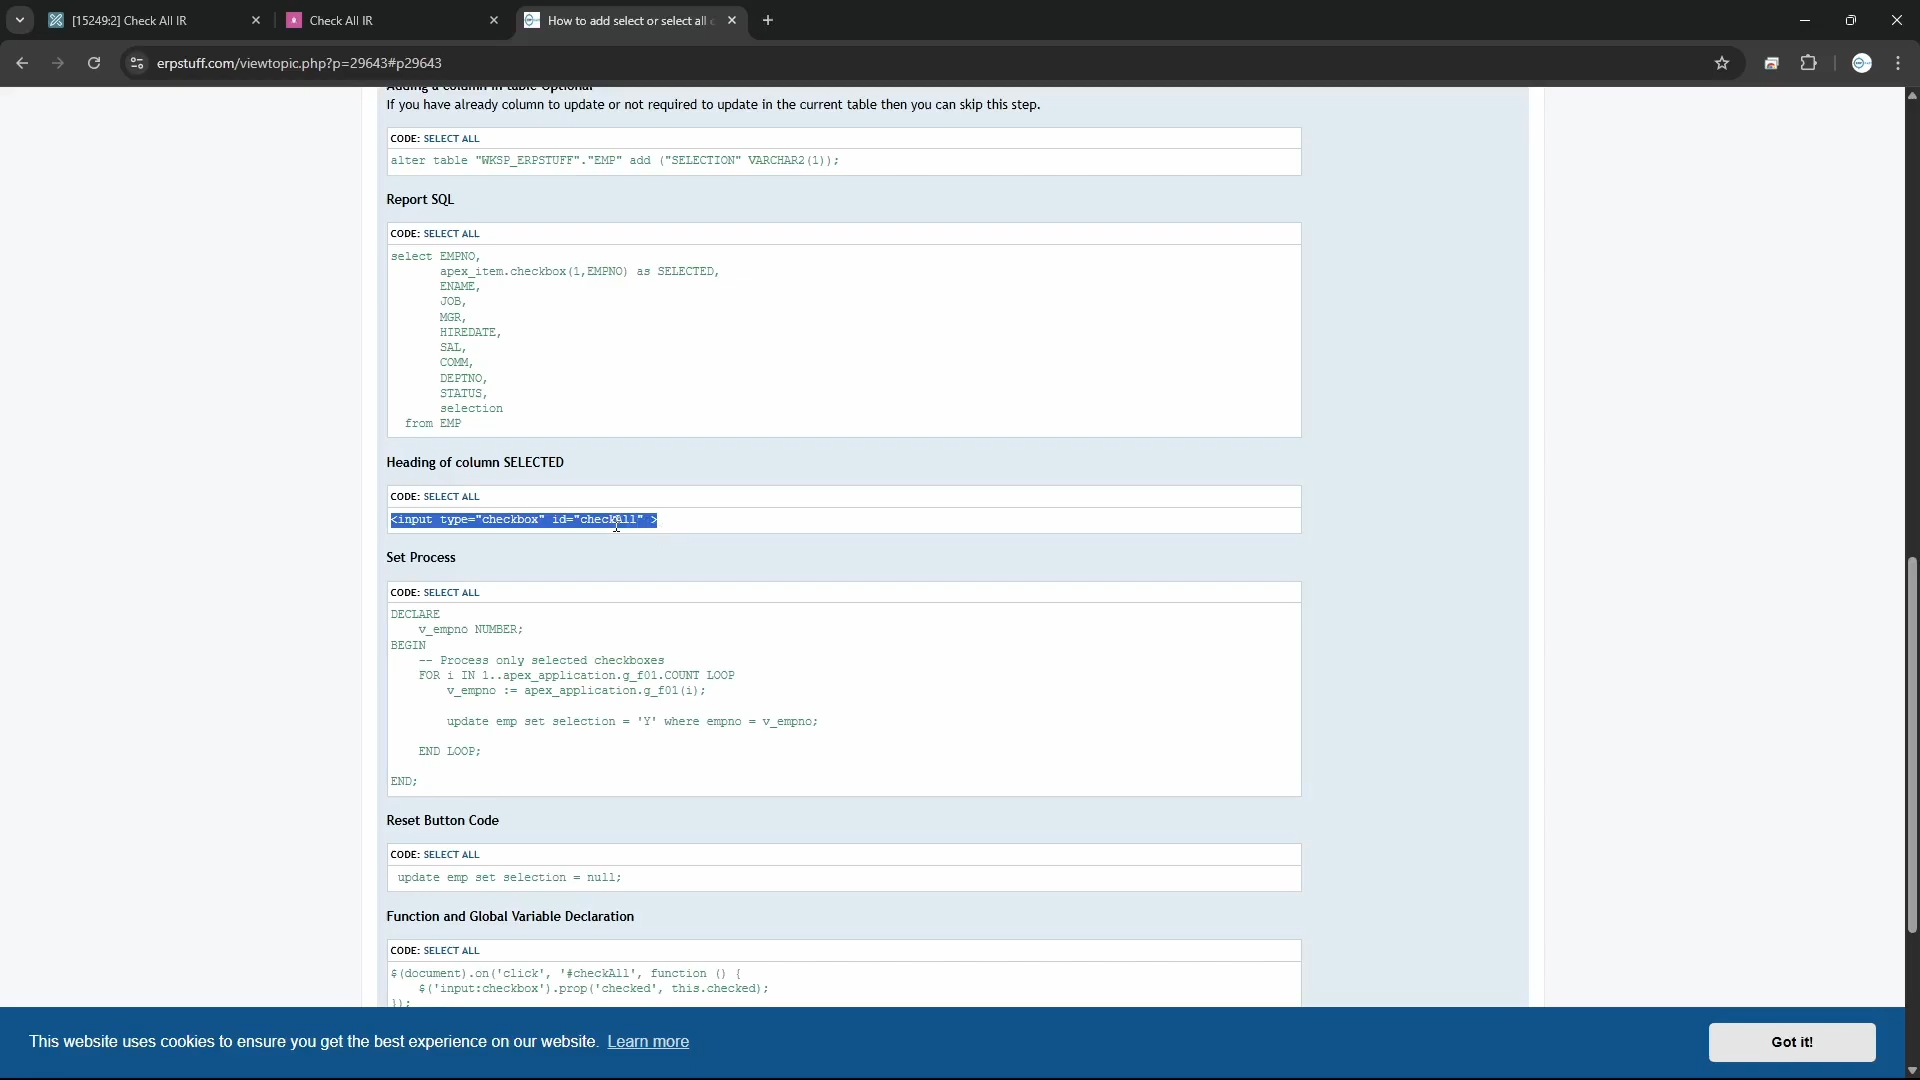 [15249:2] Check All IR
Check All IR
How to add select or select all
erpstuff.com/viewtopic.php?p=29643#p29643
Adding a column in table Optional
If you have already column to update or not required to update in the current table then you can skip this step.
CODE: SELECT ALL
alter table "WKSP_ERPSTUFF"."EMP" add ("SELECTION" VARCHAR2(1));
Report SQL
CODE: SELECT ALL
select EMPNO,
apex_item.checkbox(1,EMPNO) as SELECTED,
ENAME,
JOB,
MGR,
HIREDATE,
SAL,
COMM,
DEPTNO,
STATUS,
selection
from EMP
Heading of column SELECTED
CODE: SELECT ALL
<input type="checkbox" id="checkAll" >
Set Process
CODE: SELECT ALL
DECLARE
v_empno NUMBER;
BEGIN
-- Process only selected checkboxes
FOR i IN 1..apex_application.g_f01.COUNT LOOP
v_empno := apex_application.g_f01(i);
update emp set selection = 'Y' where empno = v_empno;
END LOOP;
END;
Reset Button Code
CODE: SELECT ALL
update emp set selection = null;
Function and Global Variable Declaration
CODE: SELECT ALL
$(document).on('click', '#checkAll', function () {
$('input:checkbox').prop('checked', this.checked);
});
This website uses cookies to ensure you get the best experience on our website. Learn more
Got it!